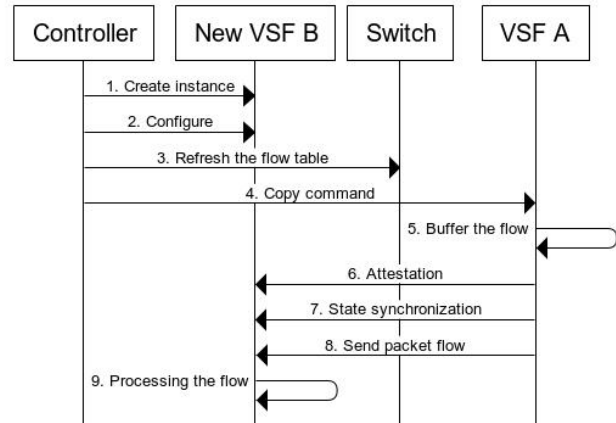 Controller
New VSF B
Switch
VSF A
1. Create instance
2. Configure
3. Refresh the flow table
4. Copy command
5. Buffer the flow
6. Attestation
7. State synchronization
8. Send packet flow
9. Processing the flow